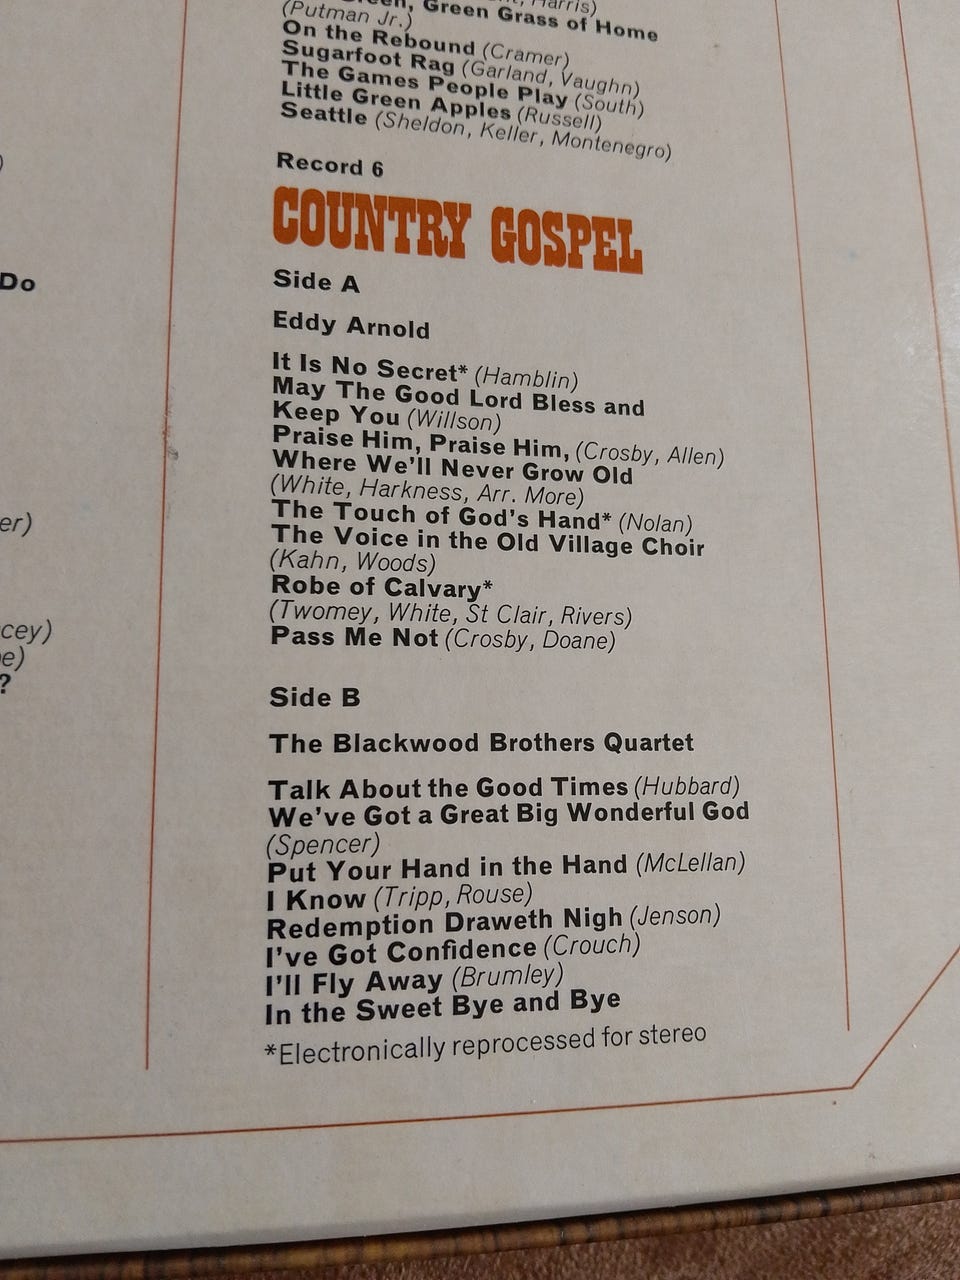 Harris)
Green, Green Grass of Home
(Putman Jr.)
On the Rebound (Cramer)
Sugarfoot Rag (Garland, Vaughn)
The Games People Play (South)
Little Green Apples (Russell)
Seattle (Sheldon, Keller, Montenegro)
Record 6
COUNTRY GOSPEL
Side A
Eddy Arnold
It Is No Secret* (Hamblin)
May The Good Lord Bless and
Keep You (Willson)
Praise Him, Praise Him, (Crosby, Allen)
Where We'll Never Grow Old
(White, Harkness, Arr. More)
The Touch of God's Hand* (Nolan)
The Voice in the Old Village Choir
(Kahn, Woods)
Robe of Calvary*
(Twomey, White, St Clair, Rivers)
Pass Me Not (Crosby, Doane)
Side B
The Blackwood Brothers Quartet
Talk About the Good Times (Hubbard)
We've Got a Great Big Wonderful God
(Spencer)
Put Your Hand in the Hand (McLellan)
I Know (Tripp, Rouse)
Redemption Draweth Nigh (Jenson)
I've Got Confidence (Crouch)
I'll Fly Away (Brumley)
In the Sweet Bye and Bye
*Electronically reprocessed for stereo
)
Do
er)
cey)
e)
?